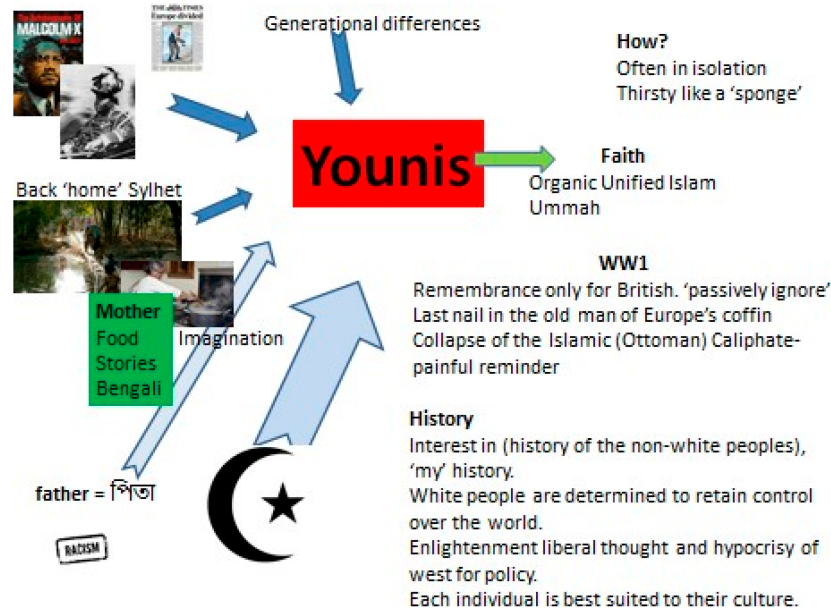 MALCOLM X
THE TIMES
Europe divided
Generational differences
How?
Often in isolation
Thirsty like a ‘sponge’
Younis
Faith
Organic Unified Islam
Ummah
Back ‘home’ Sylhet
Mother
Food
Stories
Bengali
Imagination
WW1
Remembrance only for British. ‘passively ignore’
Last nail in the old man of Europe’s coffin
Collapse of the Islamic (Ottoman) Caliphate-
painful reminder
History
Interest in (history of the non-white peoples),
‘my’ history.
White people are determined to retain control
over the world.
Enlightenment liberal thought and hypocrisy of
west for policy.
Each individual is best suited to their culture.
father = পিতা
RACISM